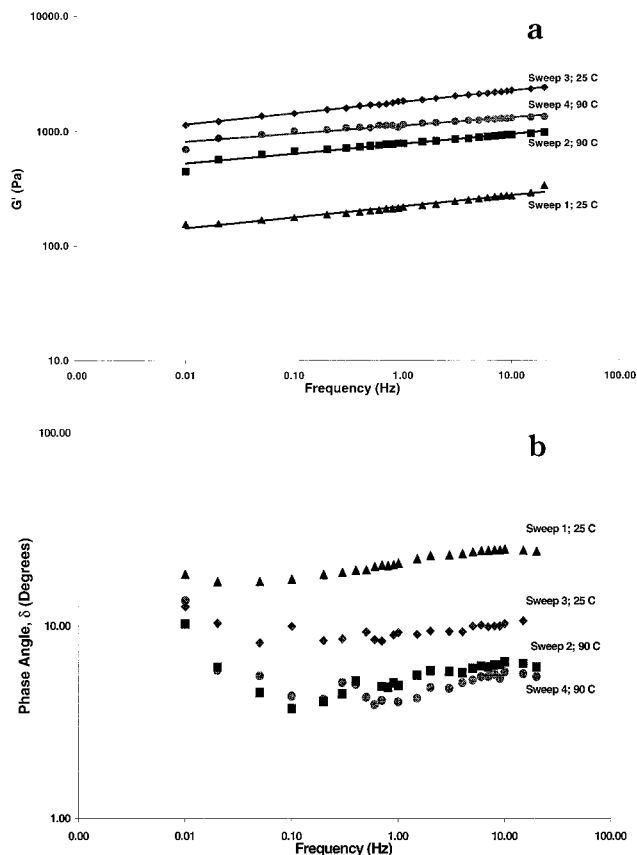 a
10000.0
Sweep 3; 25 C
Sweep 4; 90C
1000.0
Sweep 2; 90 C
G' (Pa)
Sweep 1; 25 C
100.0
10.0
0.00
0.01
0.10
1.00
10.00
100.00
Frequency (Hz)
b
100.00
Sweep 1; 25 C
Phase Angle, δ (Degrees)
Sweep 3; 25 C
10.00
Sweep 2; 90C
Sweep 4; 90 C
1.00
0.00
0.01
0.10
1.00
10.00
100.00
Frequency (Hz)